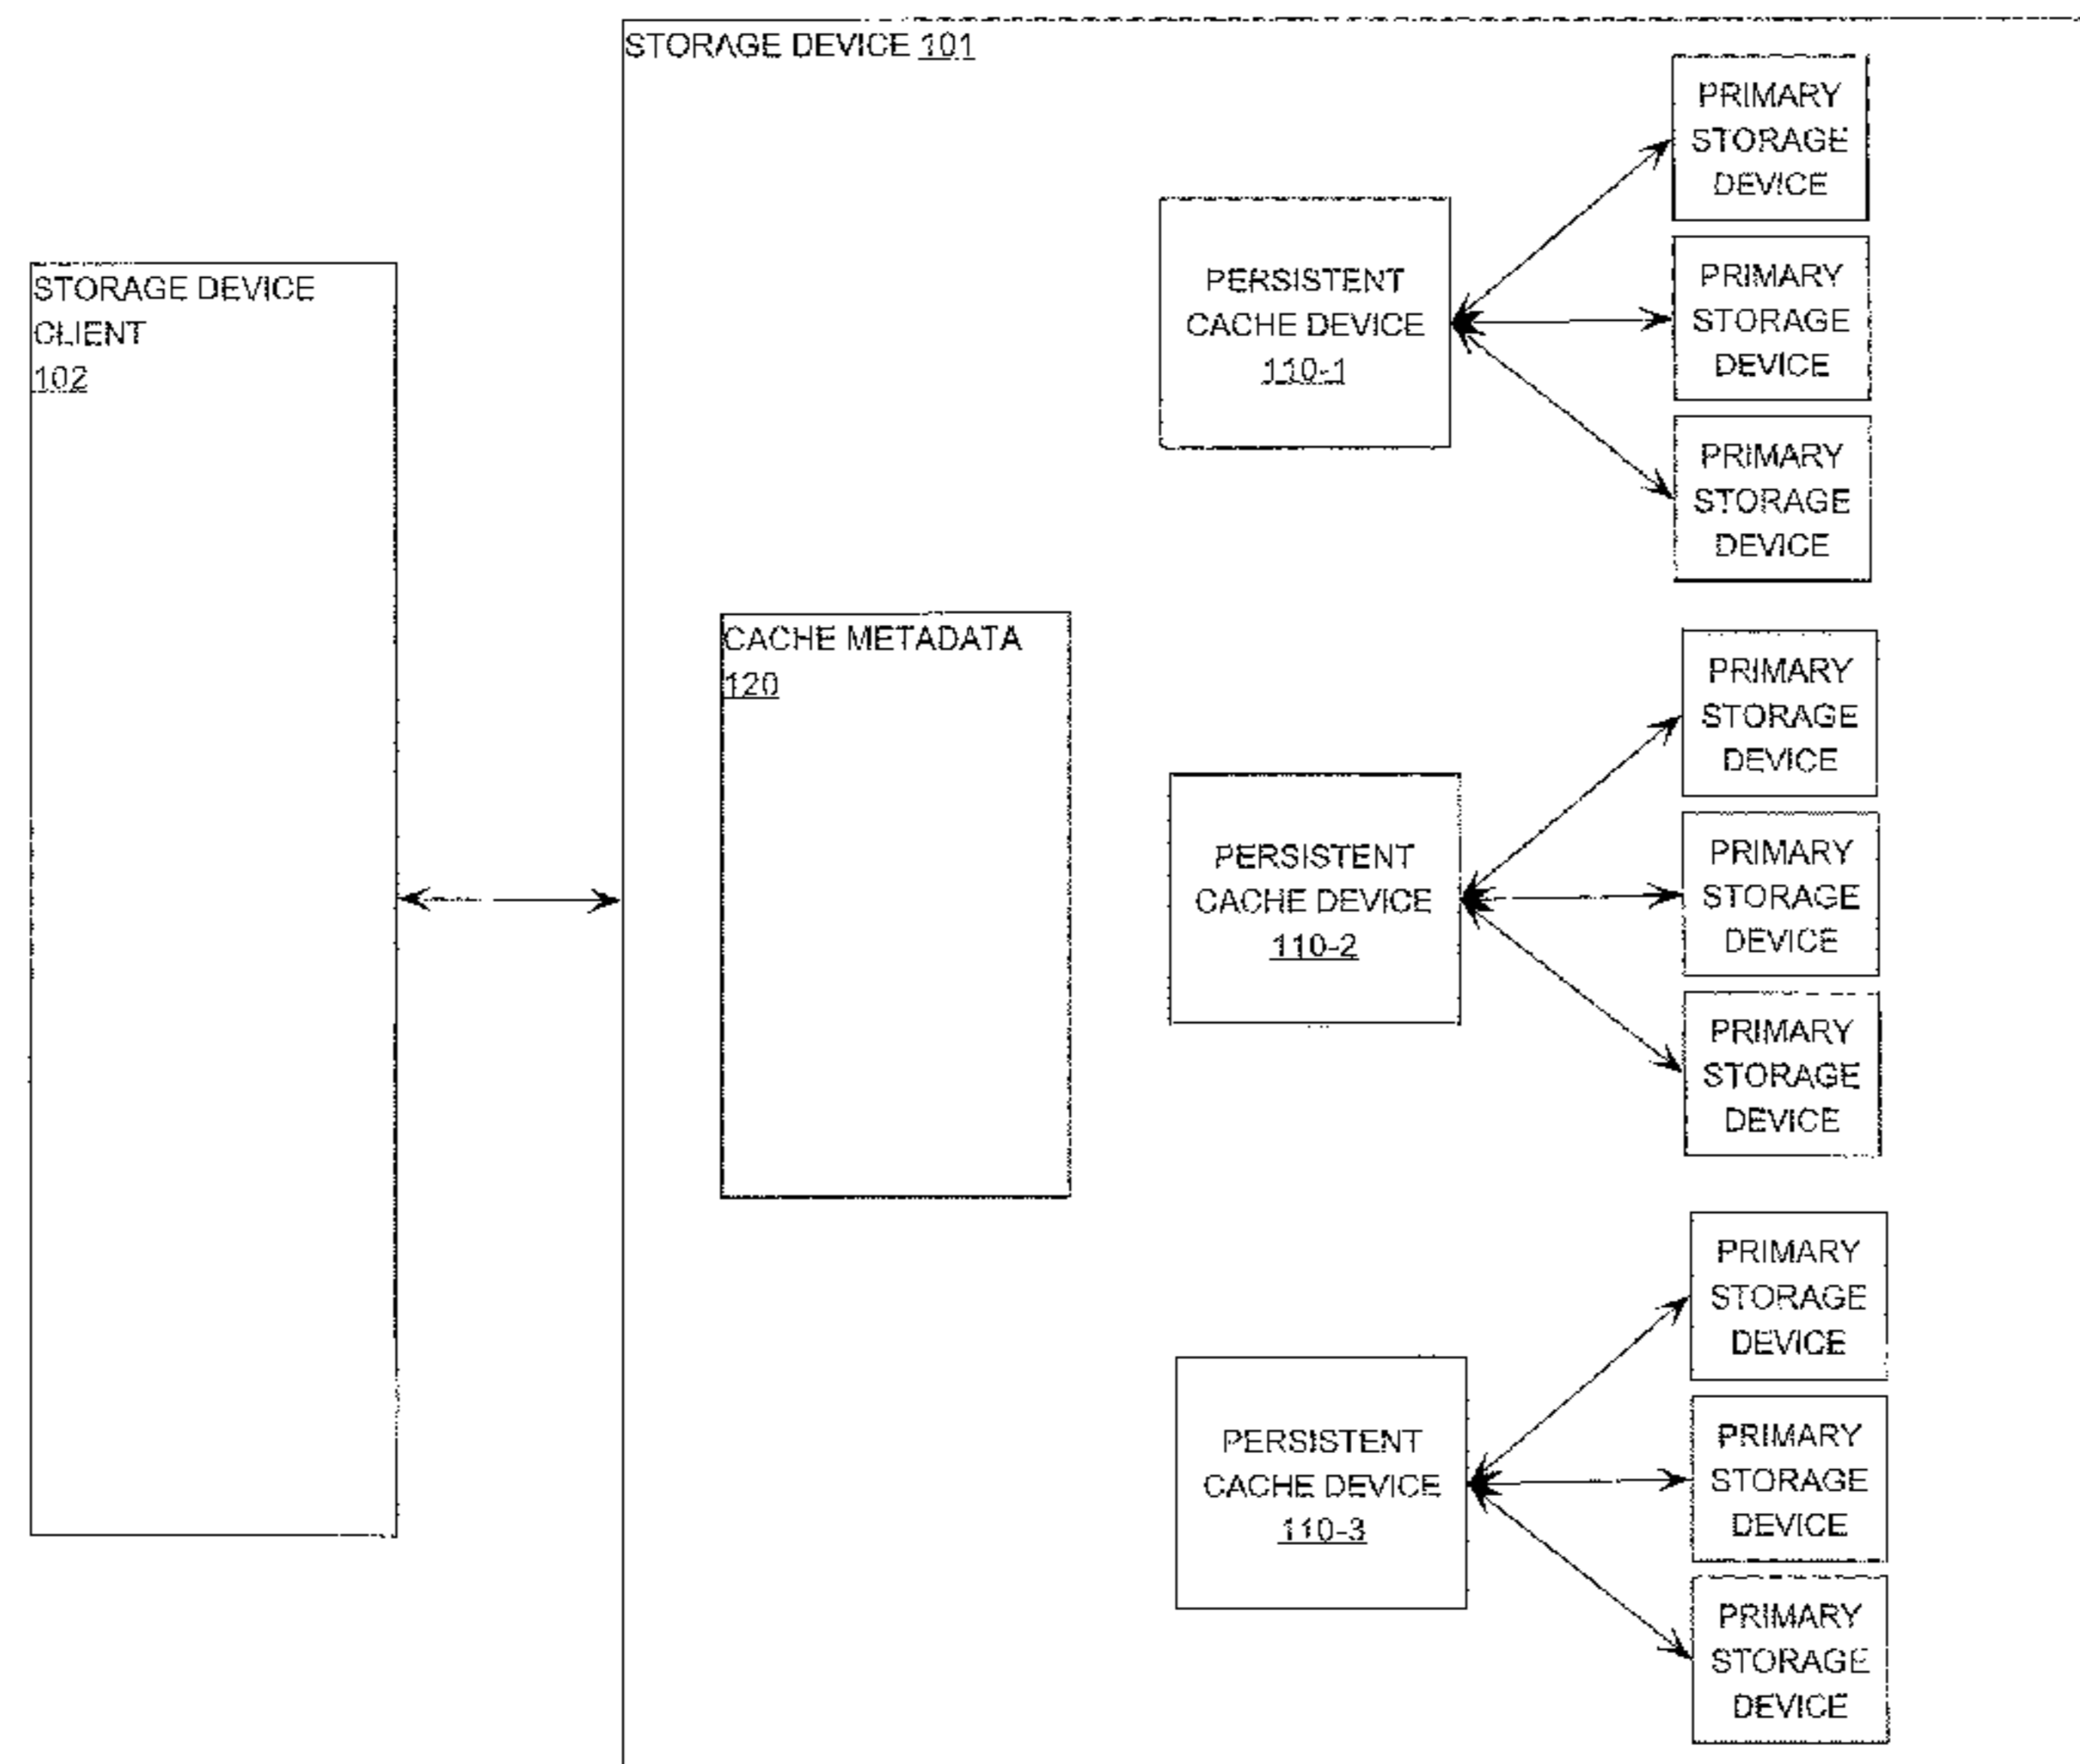 STORAGE DEVICE 101
PRIMARY
STORAGE
DEVICE
PERSISTENT
CACHE DEVICE
110-1
PRIMARY
STORAGE
DEVICE
PRIMARY
STORAGE
DEVICE
STORAGE DEVICE
CLIENT
102
CACHE METADATA
120
PRIMARY
STORAGE
DEVICE
PERSISTENT
CACHE DEVICE
110-2
PRIMARY
STORAGE
DEVICE
PRIMARY
STORAGE
DEVICE
PRIMARY
STORAGE
DEVICE
PERSISTENT
CACHE DEVICE
110-3
PRIMARY
STORAGE
DEVICE
PRIMARY
STORAGE
DEVICE